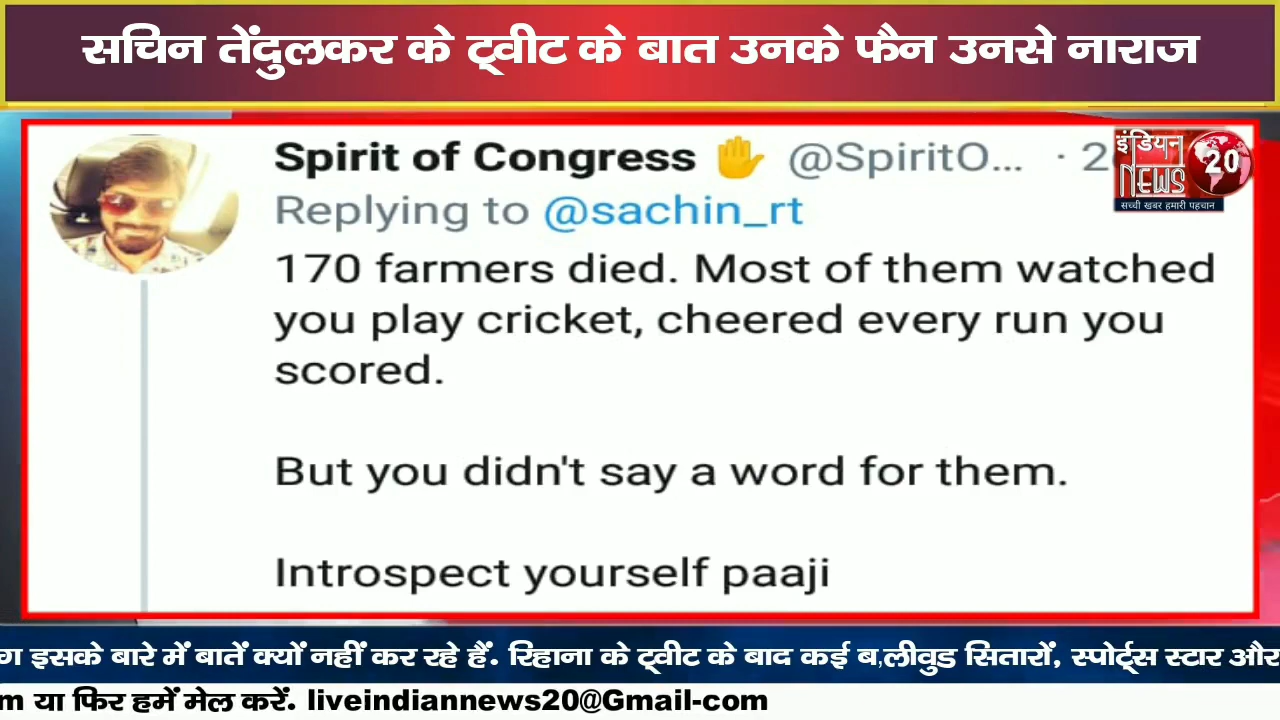 सचिन तेंदुलकर के ट्वीट के बात उनके फैन उनसे नाराज
Spirit of Congress ✋ @SpiritO... · 2
इंडियन
NEWS 20
सच्ची खबर हमारी पहचान
Replying to @sachin_rt
170 farmers died. Most of them watched
you play cricket, cheered every run you
scored.
But you didn't say a word for them.
Introspect yourself paaji
ग इसके बारे में बातें क्यों नहीं कर रहे हैं. रिहाना के ट्वीट के बाद कई ब,लीवुड सितारों, स्पोर्ट्स स्टार और
m या फिर हमें मेल करें. liveindiannews20@Gmail-com